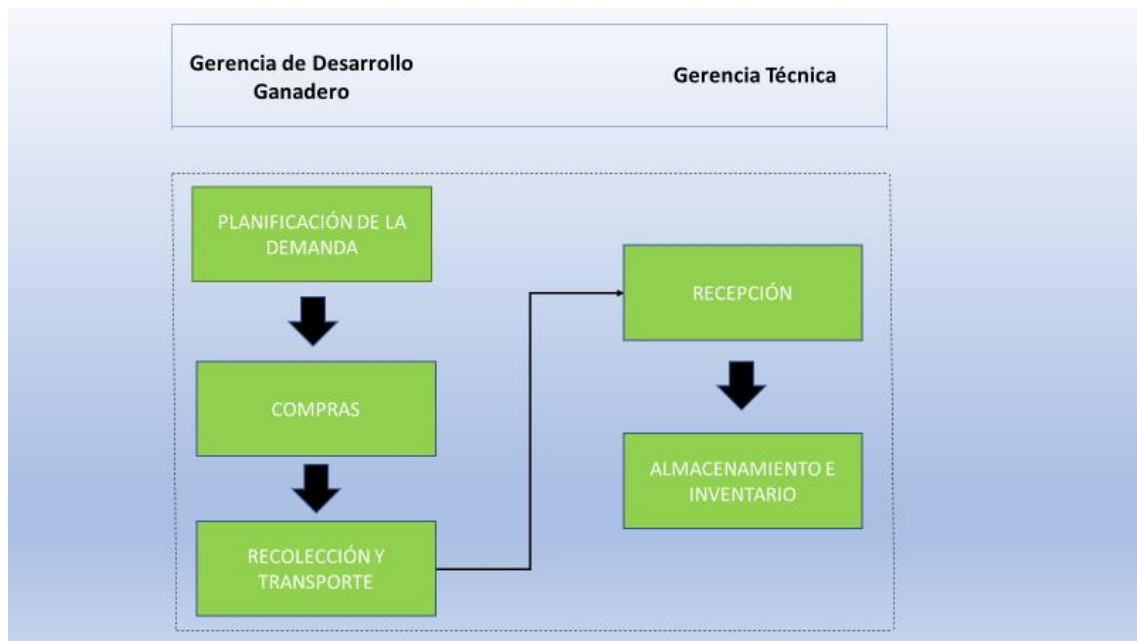 Gerencia de Desarrollo
Ganadero
Gerencia Técnica
PLANIFICACIÓN DE LA
DEMANDA
COMPRAS
RECOLECCIÓN Y
TRANSPORTE
RECEPCIÓN
ALMACENAMIENTO E
INVENTARIO